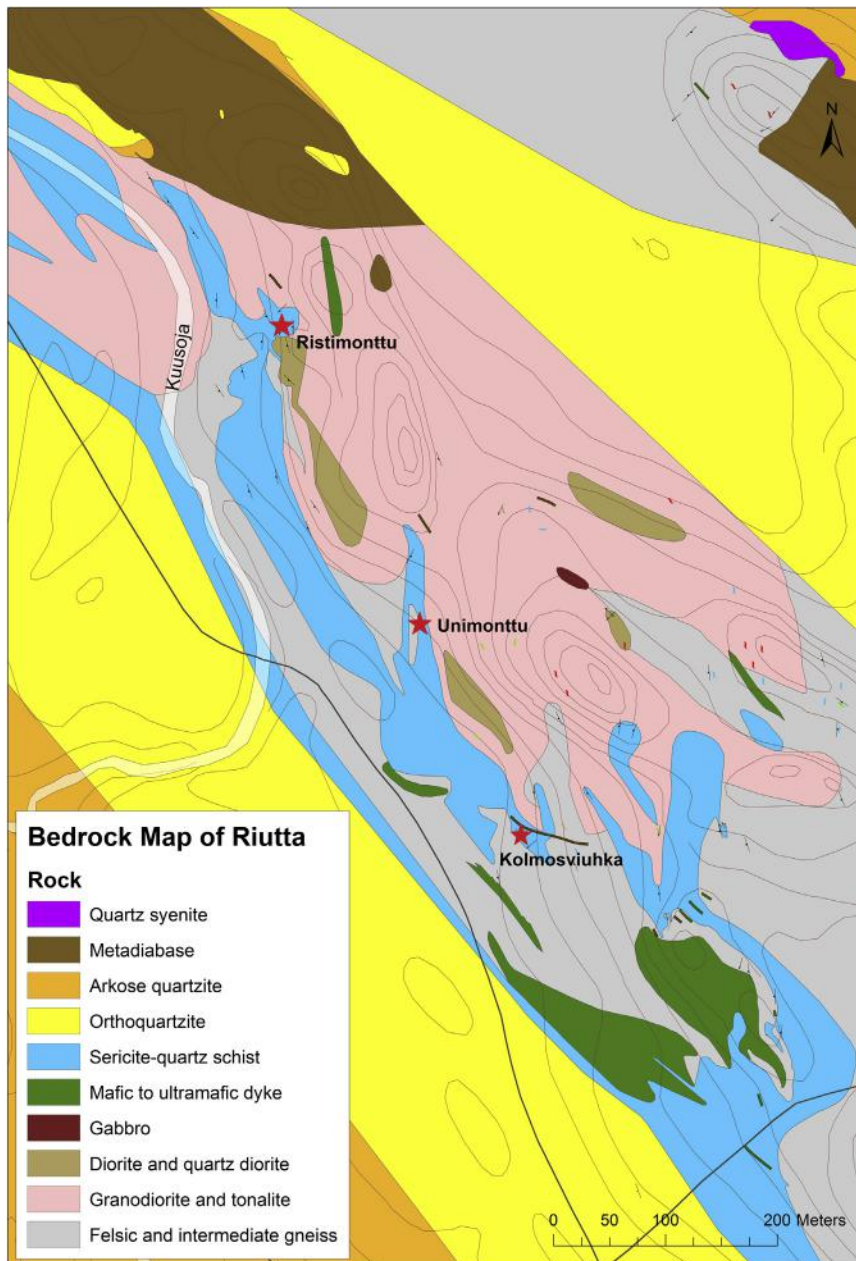 N
Kuusoja
Ristimonttu
Unimonttu
Kolmosviuhka
Bedrock Map of Riutta
Rock
Quartz syenite
Metadiabase
Arkose quartzite
Orthoquartzite
Sericite-quartz schist
Mafic to ultramafic dyke
Gabbro
Diorite and quartz diorite
Granodiorite and tonalite
Felsic and intermediate gneiss
0 50 100 200 Meters